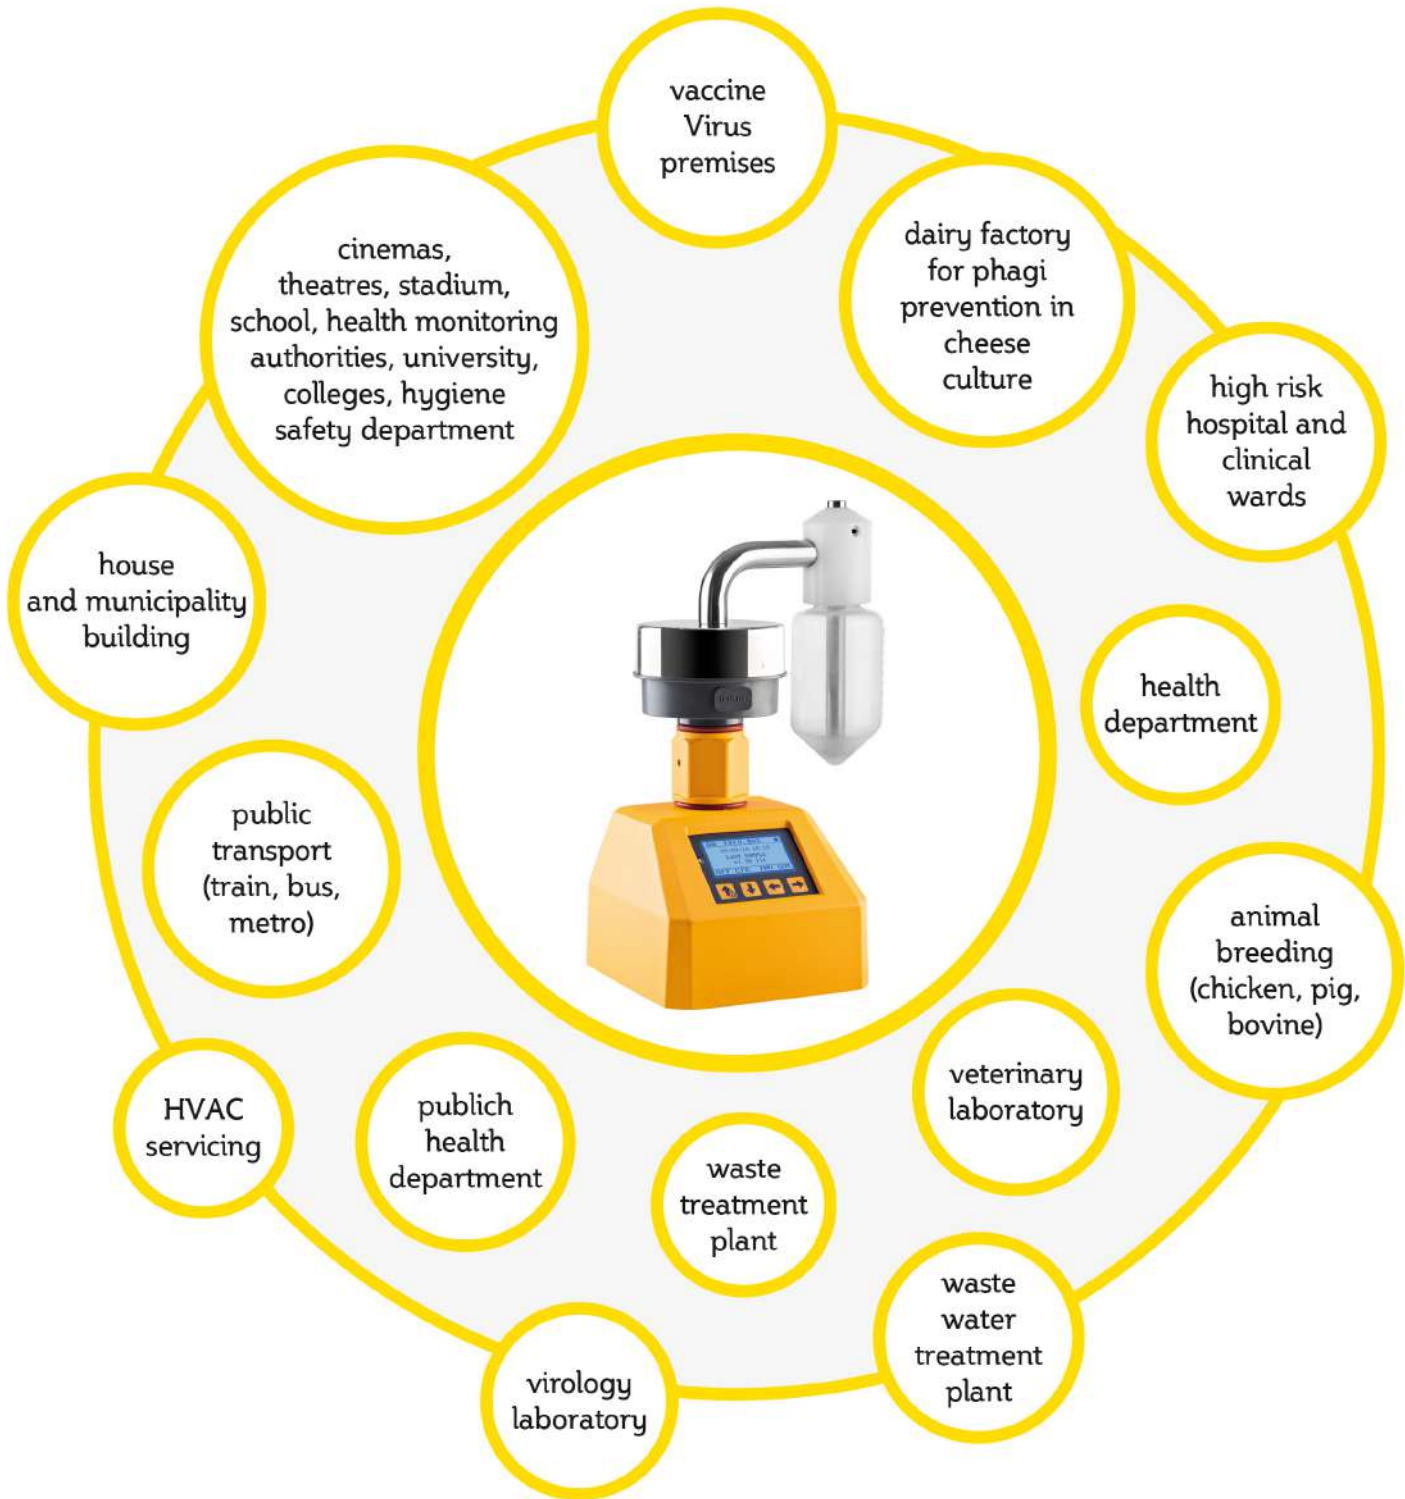 vaccine
Virus
premises
cinemas,
theatres, stadium,
school, health monitoring
authorities, university,
colleges, hygiene
safety department
dairy factory
for phagi
prevention in
cheese
culture
high risk
hospital and
clinical
wards
house
and municipality
building
health
department
public
transport
(train, bus,
metro)
animal
breeding
(chicken, pig,
bovine)
HVAC
servicing
publich
health
department
veterinary
laboratory
waste
treatment
plant
waste
water
treatment
plant
virology
laboratory